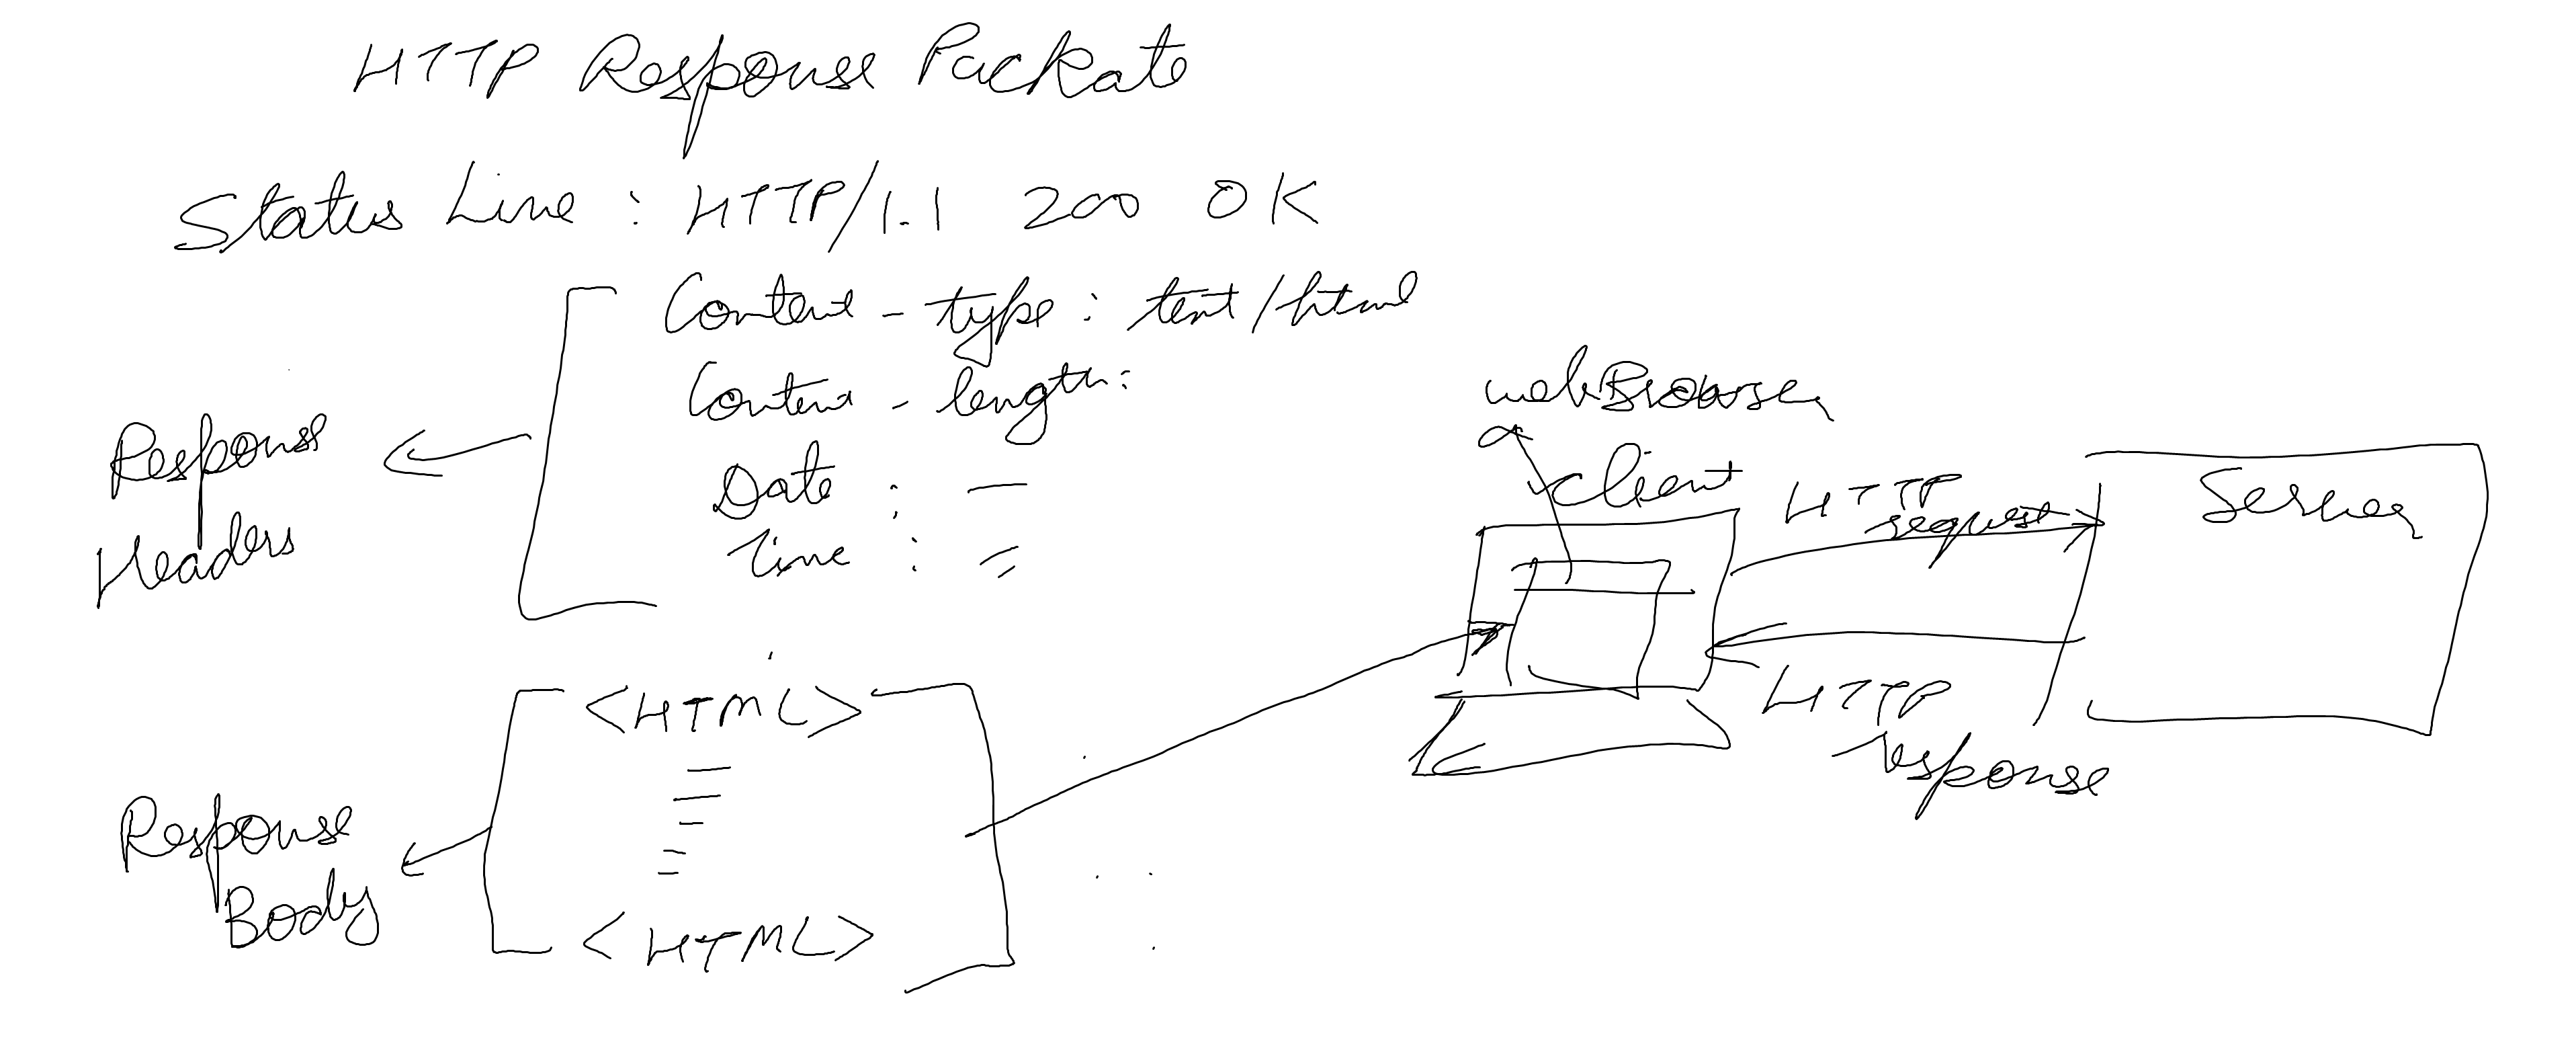 HTTP Response Packate
Status Line : HTTP/1.1 200 OK
Content - type : text/html
Content - length :
Date : —
Time : =
Response
Headers
<HTML>
<HTML>
Response
Body
webBrowser
client
HTTP
request
Server
HTTP
response